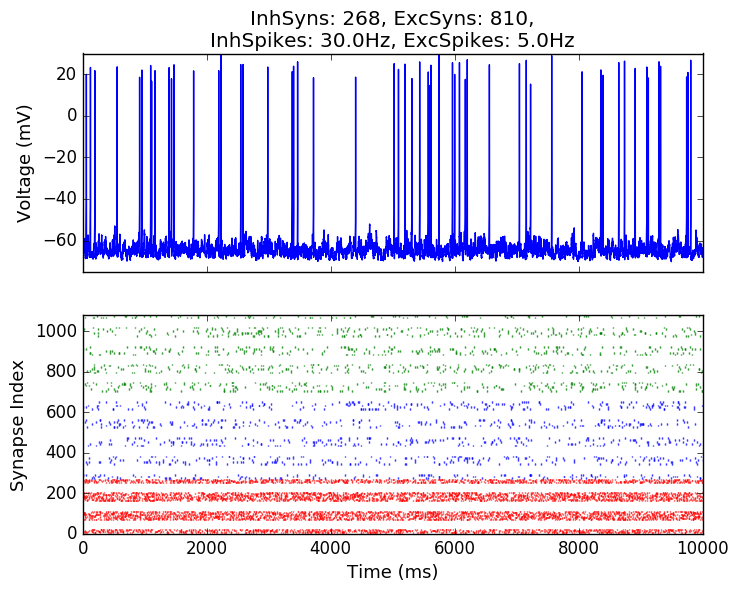 InhSyns: 268, ExcSyns: 810,
InhSpikes: 30.0Hz, ExcSpikes: 5.0Hz
20
0
−20
−40
−60
Voltage (mV)
1000
800
600
400
200
0
Synapse Index
0 2000 4000 6000 8000 10000
Time (ms)